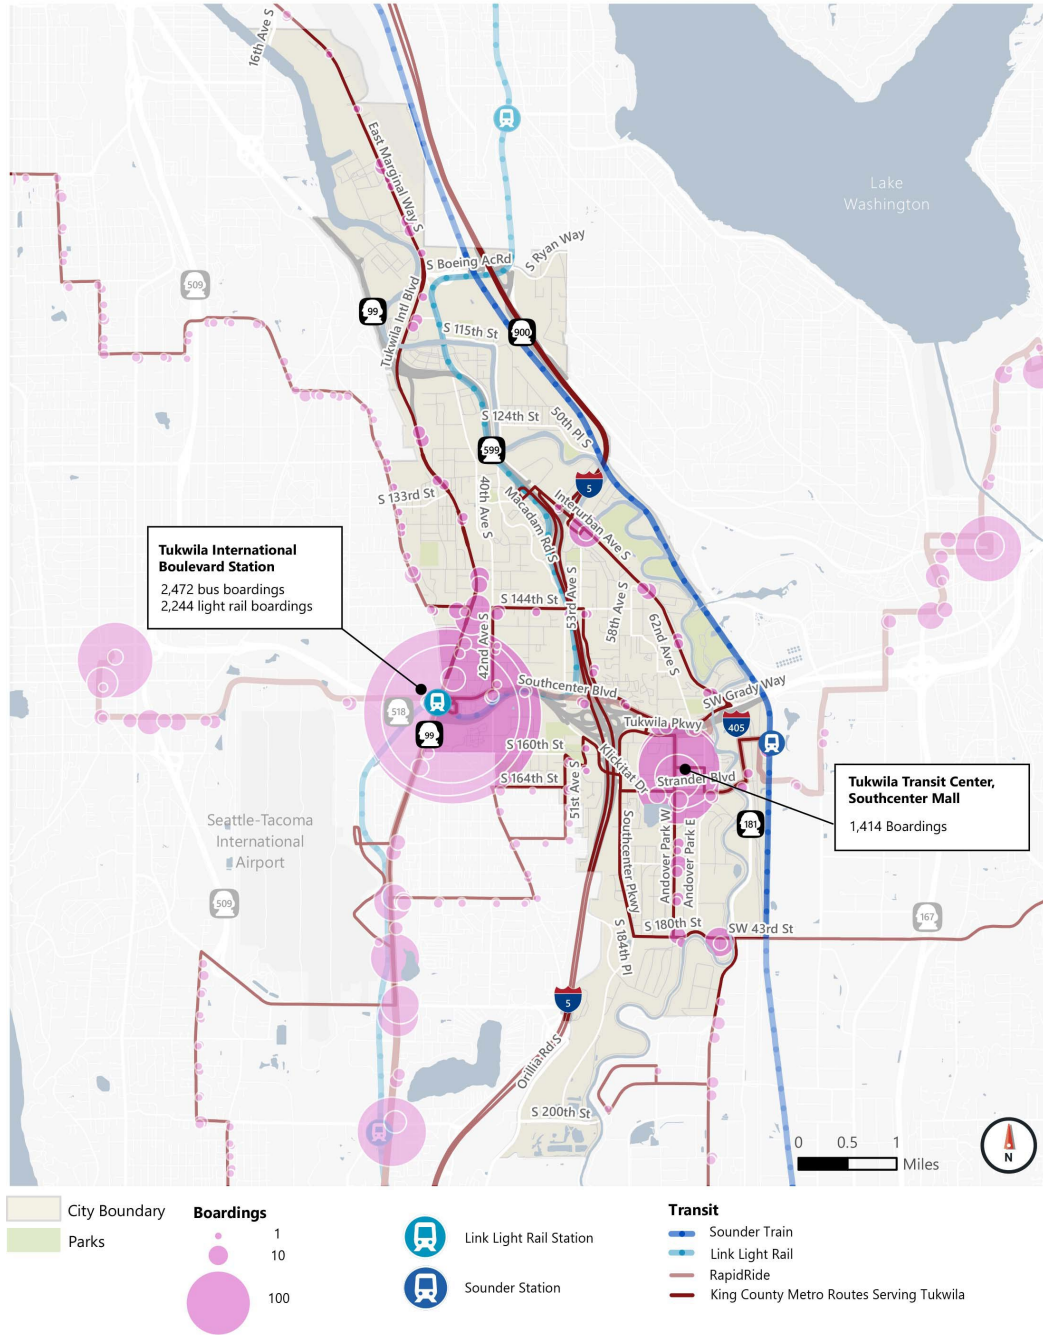 16th Ave S
East Marginal Way S
Lake
Washington
S Ryan Way
S Boeing AcRd
509
99
Tukwila Intl Blvd
S 115th St
900
S 124th St
50th Pl S
599
5
S 133rd St
40th Ave S
Macadam Rd S
Interurban Ave S
Tukwila International
Boulevard Station
2,472 bus boardings
2,244 light rail boardings
S 144th St
53rd Ave S
58th Ave S
62nd Ave S
42nd Ave S
Southcenter Blvd
SW Grady Way
518
99
Tukwila Pkwy
405
S 160th St
Klickitat Dr
S 164th St
Strander Blvd
51st Ave S
Tukwila Transit Center,
Southcenter Mall
1,414 Boardings
Seattle-Tacoma
International
Airport
181
Southcenter Pkwy
Andover Park W
Andover Park E
509
167
S 180th St
SW 43rd St
S 184th Pl
5
Orillia Rd S
S 200th St
0 0.5 1
Miles
N
City Boundary
Parks
Boardings
1
10
100
Link Light Rail Station
Sounder Station
Transit
Sounder Train
Link Light Rail
RapidRide
King County Metro Routes Serving Tukwila